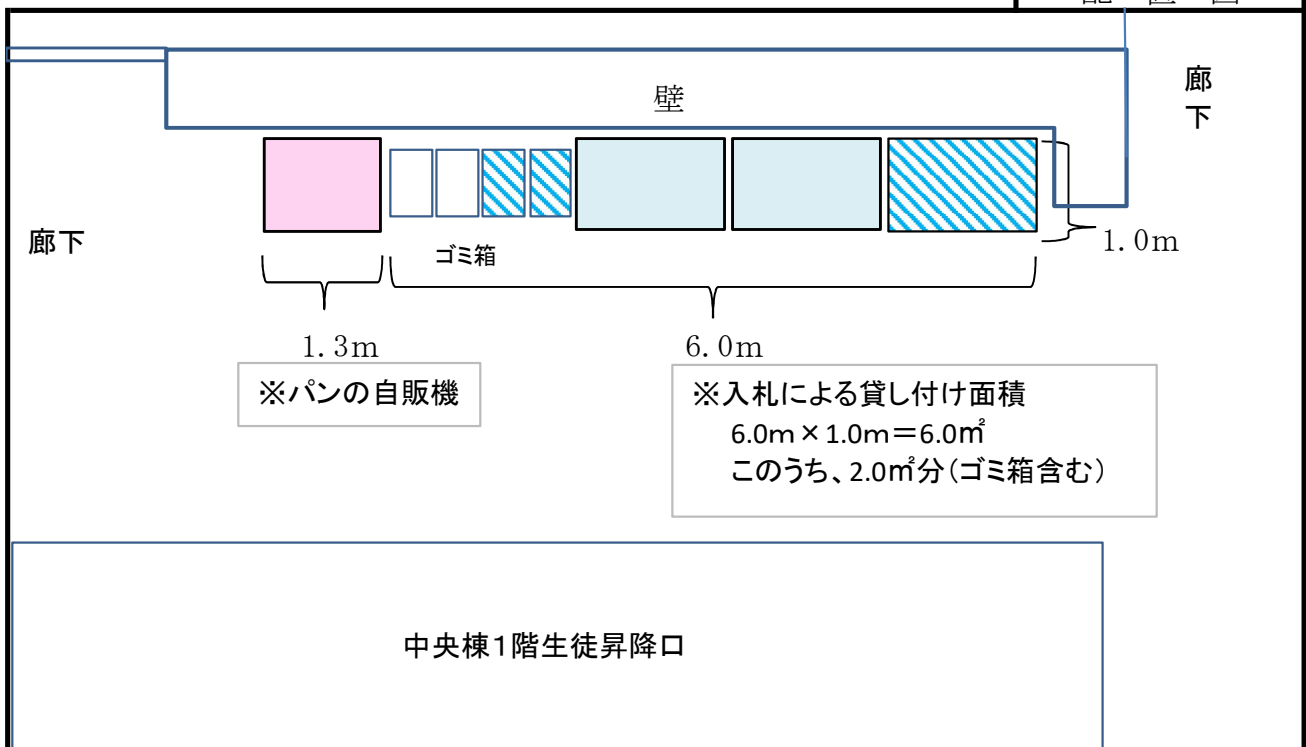 壁
廊
下
廊下
ゴミ箱
1.0m
1.3m
6.0m
※パンの自販機
※入札による貸し付け面積
6.0m×1.0m=6.0㎡
このうち、2.0㎡分(ゴミ箱含む)
中央棟1階生徒昇降口